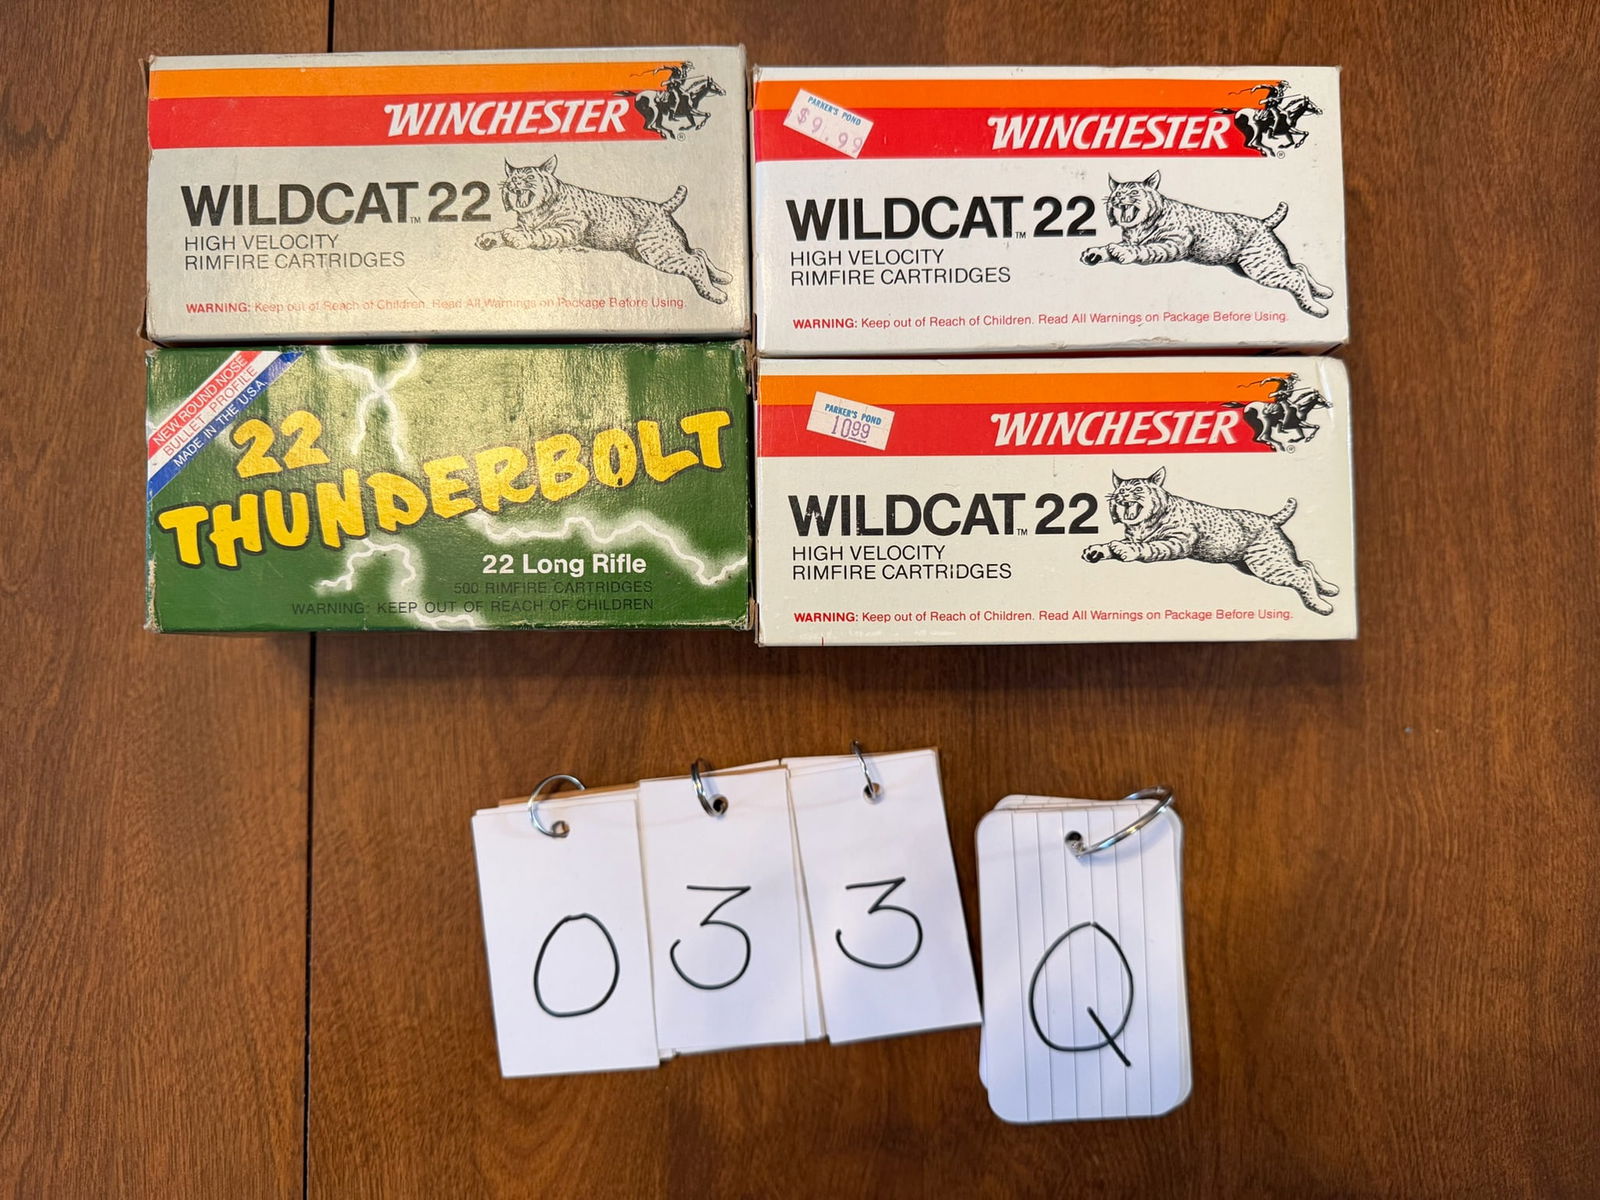 WINCHESTER
WILDCAT™ 22
HIGH VELOCITY
RIMFIRE CARTRIDGES
WARNING: Keep out of Reach of Children. Read All Warnings on Package Before Using.
PARKER'S POND
$9.99
WINCHESTER®
WILDCAT™ 22
HIGH VELOCITY
RIMFIRE CARTRIDGES
WARNING: Keep out of Reach of Children. Read All Warnings on Package Before Using.
NEW ROUND NOSE
BULLET PROFILE
MADE IN THE U.S.A.
22
THUNDERBOLT
22 Long Rifle
500 RIMFIRE CARTRIDGES
WARNING: KEEP OUT OF REACH OF CHILDREN
PARKER'S POND
1099
WINCHESTER®
WILDCAT™ 22
HIGH VELOCITY
RIMFIRE CARTRIDGES
WARNING: Keep out of Reach of Children. Read All Warnings on Package Before Using.
0 3 3 Q